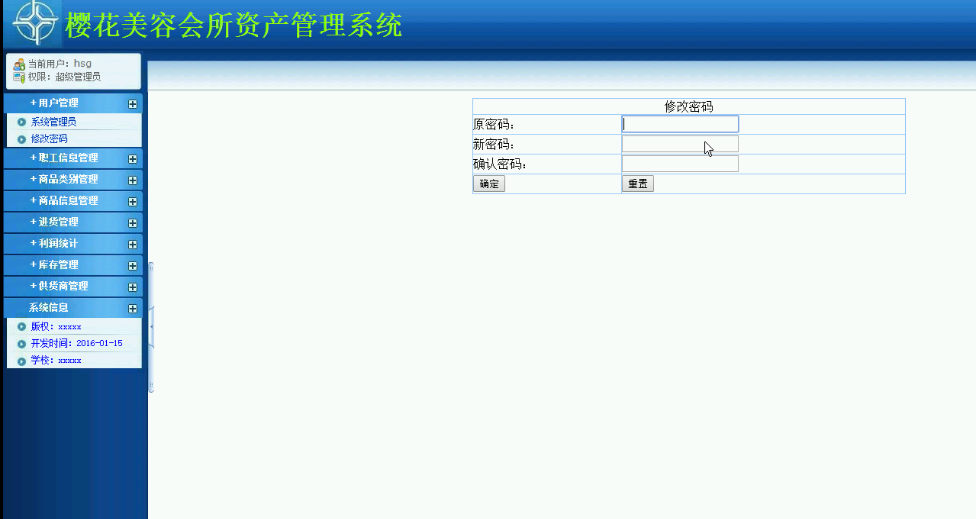 樱花美容会所资产管理系统
当前用户：hsg
权限：超级管理员
+用户管理
系统管理员
修改密码
+职工信息管理
+商品类别管理
+商品信息管理
+进货管理
+利润统计
+库存管理
+供货商管理
系统信息
版权：xxxxx
开发时间：2016-01-15
学校：xxxxx
修改密码
原密码：
新密码：
确认密码：
确定 重置